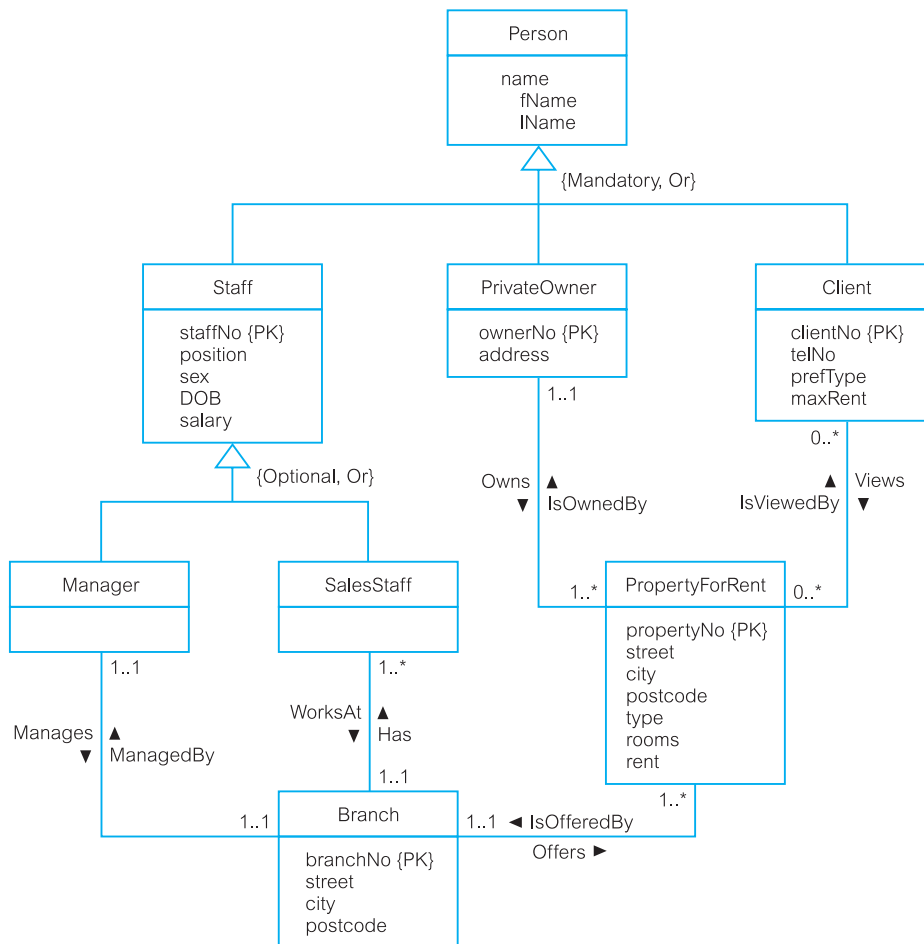 Person
name
fName
lName
{Mandatory, Or}
Staff
staffNo {PK}
position
sex
DOB
salary
PrivateOwner
ownerNo {PK}
address
1..1
Client
clientNo {PK}
telNo
prefType
maxRent
0..*
{Optional, Or}
Owns ▲
▼ IsOwnedBy
▲ Views
IsViewedBy ▼
Manager
SalesStaff
1..1
1..*
1..*
PropertyForRent
0..*
propertyNo {PK}
street
city
postcode
type
rooms
rent
Manages ▲
▼ ManagedBy
WorksAt ▲
▼ Has
1..1
1..*
1..1
Branch
1..1
◄ IsOfferedBy
Offers ►
branchNo {PK}
street
city
postcode